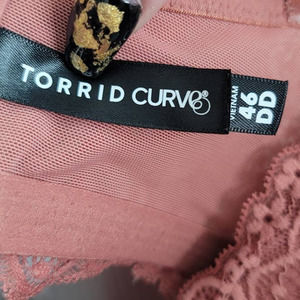 TORRID CURVE®
VIETNAM
46
DD